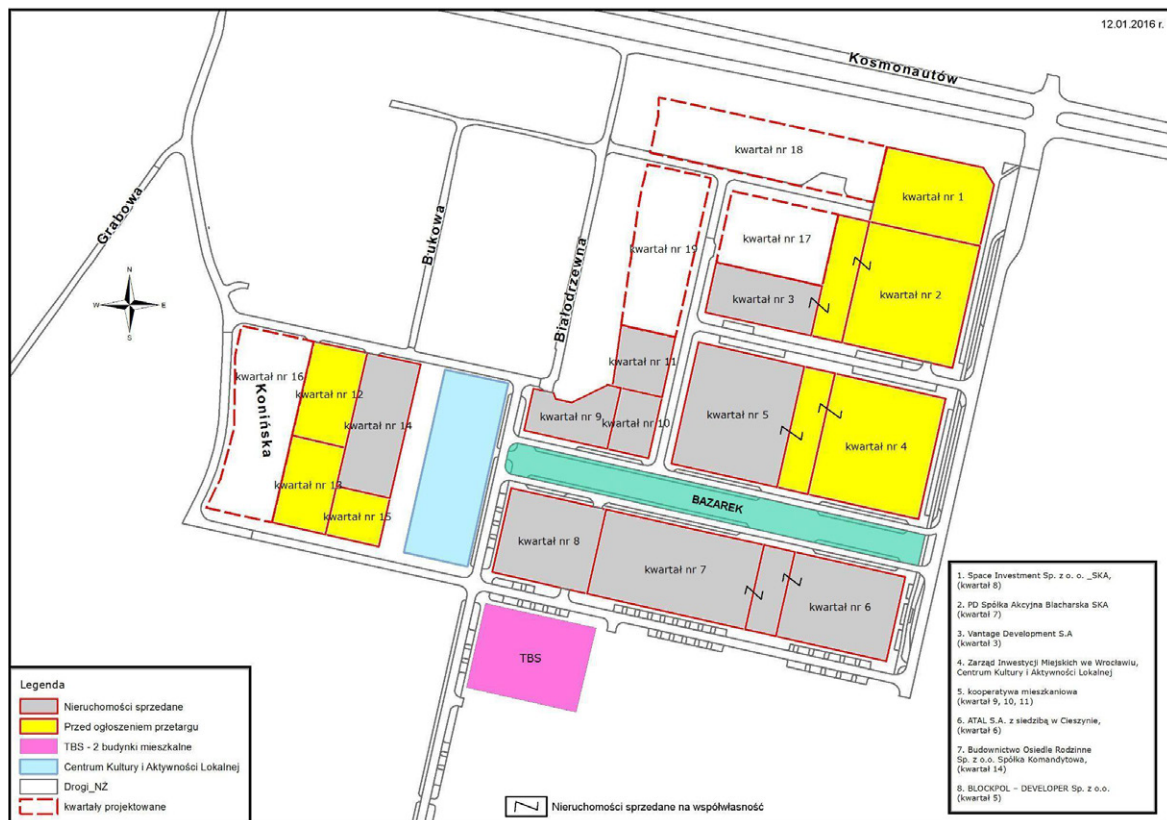 12.01.2016 r.
Kosmonautów
kwartał nr 18
kwartał nr 1
Grabowa
Bukowa
Białodrzewna
kwartał nr 19
kwartał nr 17
kwartał nr 2
kwartał nr 3
N
W
E
S
kwartał nr 11
kwartał nr 16
kwartał nr 12
Konińska
kwartał nr 14
kwartał nr 9
kwartał nr 10
kwartał nr 5
kwartał nr 4
kwartał nr 13
kwartał nr 15
BAZAREK
kwartał nr 8
kwartał nr 7
kwartał nr 6
TBS
Legenda
Nieruchomości sprzedane
Przed ogłoszeniem przetargu
TBS - 2 budynki mieszkalne
Centrum Kultury i Aktywności Lokalnej
Drogi_NŻ
kwartały projektowane
Nieruchomości sprzedane na współwłasność
1. Space Investment Sp. z o. o. _SKA,
(kwartał 8)
2. PD Spółka Akcyjna Blacharska SKA
(kwartał 7)
3. Vantage Development S.A
(kwartał 3)
4. Zarząd Inwestycji Miejskich we Wrocławiu,
Centrum Kultury i Aktywności Lokalnej
5. kooperatywa mieszkaniowa
(kwartał 9, 10, 11)
6. ATAL S.A. z siedzibą w Cieszynie,
(kwartał 6)
7. Budownictwo Osiedle Rodzinne
Sp. z o.o. Spółka Komandytowa,
(kwartał 14)
8. BLOCKPOL – DEVELOPER Sp. z o.o.
(kwartał 5)